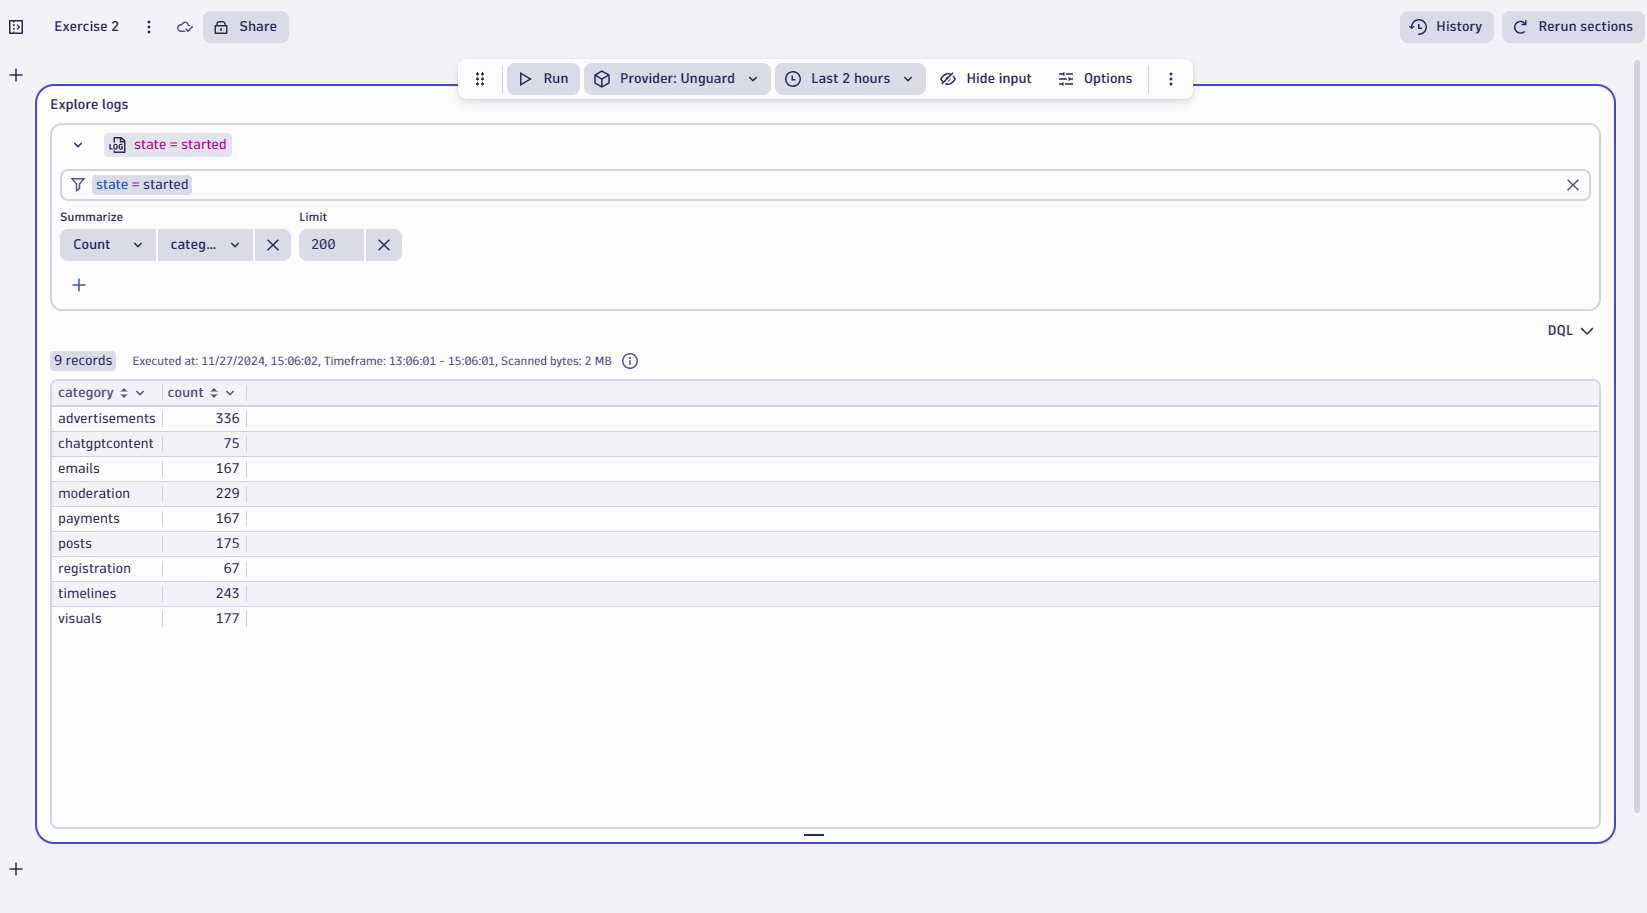 Exercise 2 Share History Rerun sections
Run Provider: Unguard Last 2 hours Hide input Options
Explore logs
LOG state = started
state = started
Summarize Limit
Count categ... 200
DQL
9 records Executed at: 11/27/2024, 15:06:02, Timeframe: 13:06:01 - 15:06:01, Scanned bytes: 2 MB
category count
advertisements 336
chatgptcontent 75
emails 167
moderation 229
payments 167
posts 175
registration 67
timelines 243
visuals 177